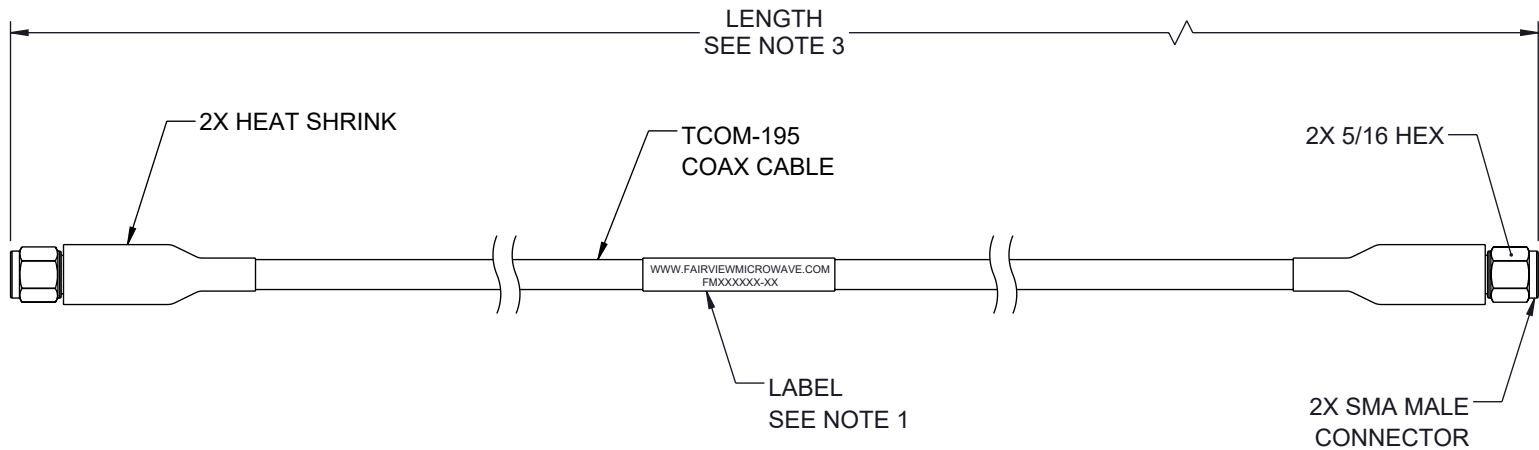 LENGTH
SEE NOTE 3
2X HEAT SHRINK
TCOM-195
COAX CABLE
2X 5/16 HEX
WWW.FAIRVIEWMICROWAVE.COM
FMXXXXXX-XX
LABEL
SEE NOTE 1
2X SMA MALE
CONNECTOR